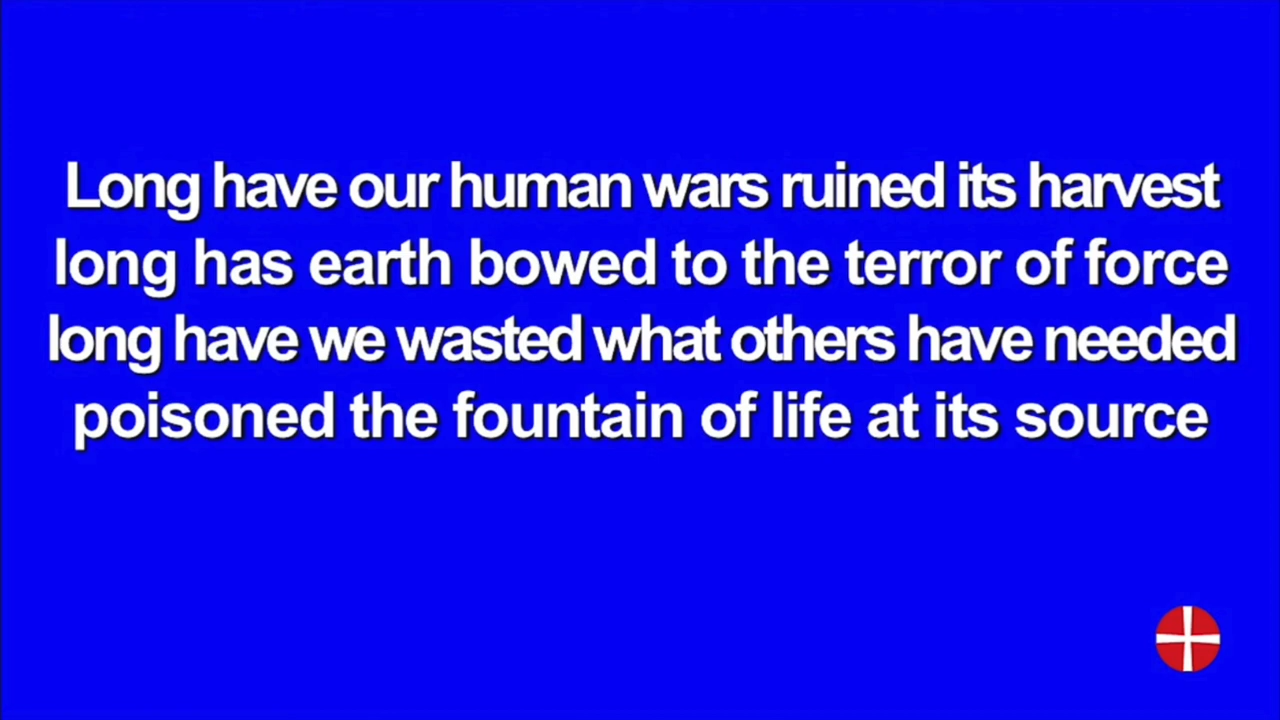 Long have our human wars ruined its harvest
long has earth bowed to the terror of force
long have we wasted what others have needed
poisoned the fountain of life at its source